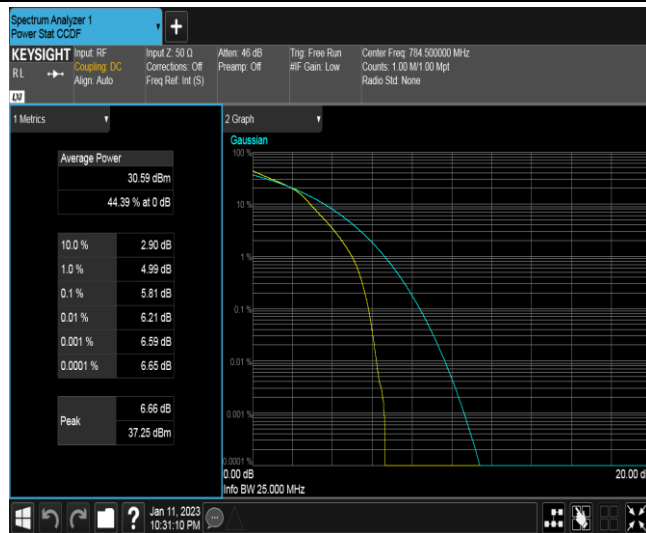 Spectrum Analyzer 1
Power Stat CCDF
+
KEYSIGHT
RL
LXI
Input: RF
Coupling: DC
Align: Auto
Input Z: 50 Ω
Corrections: Off
Freq Ref: Int (S)
Atten: 46 dB
Preamp: Off
Trig: Free Run
#IF Gain: Low
Center Freq: 784.500000 MHz
Counts: 1.00 M/1.00 Mpt
Radio Std: None
1 Metrics
Average Power
30.59 dBm
44.39 % at 0 dB
10.0 % 2.90 dB
1.0 % 4.99 dB
0.1 % 5.81 dB
0.01 % 6.21 dB
0.001 % 6.59 dB
0.0001 % 6.65 dB
Peak
6.66 dB
37.25 dBm
2 Graph
Gaussian
100 %
10 %
1 %
0.1 %
0.01 %
0.001 %
0.0001 %
0.00 dB
20.00 d
Info BW 25.000 MHz
?
Jan 11, 2023
10:31:10 PM